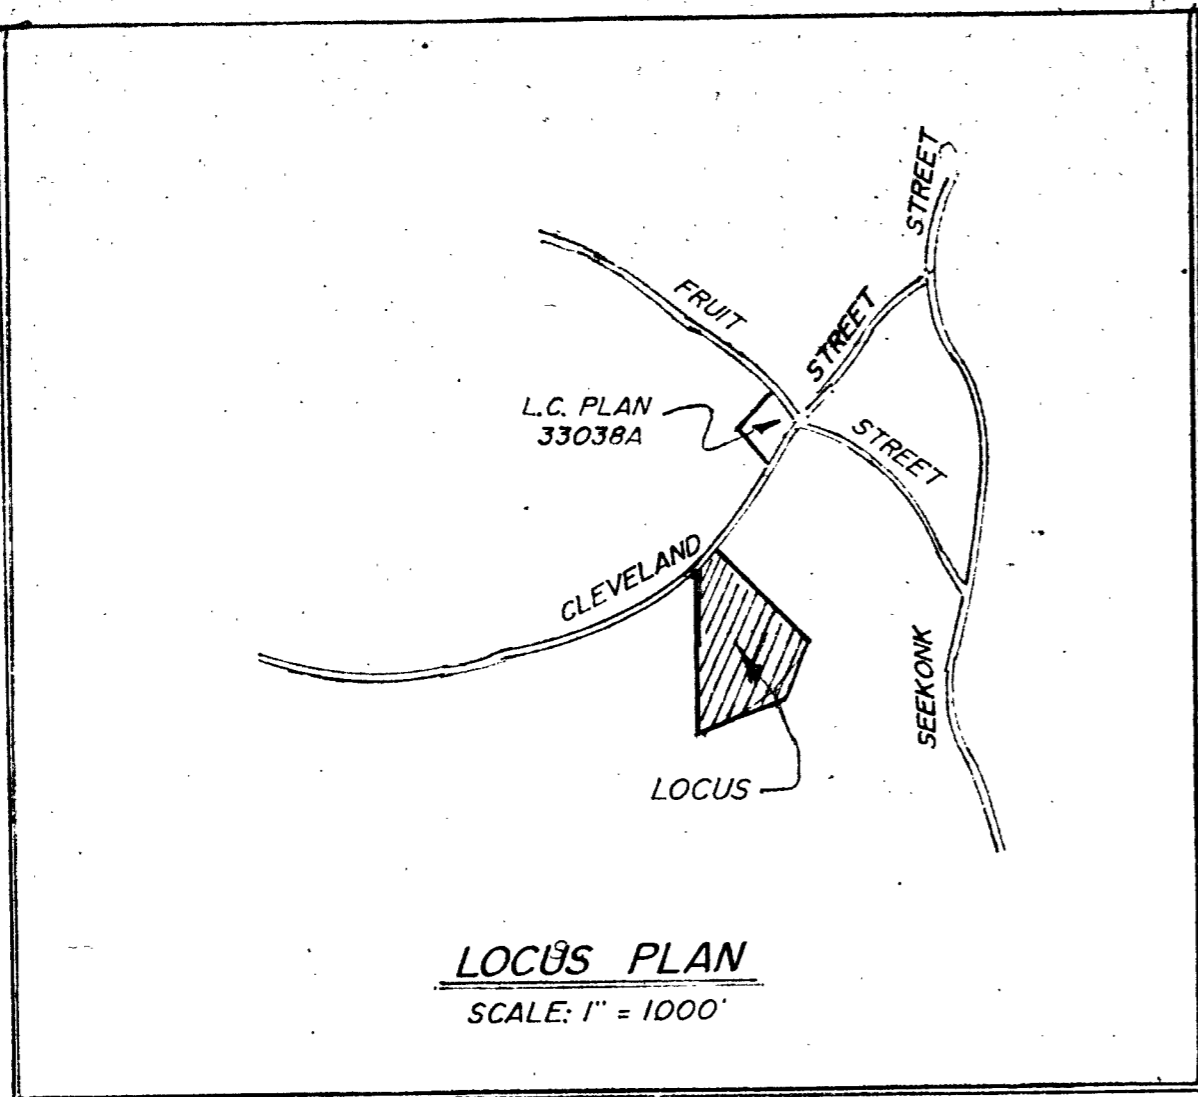 STREET
FRUIT
STREET
L.C. PLAN
33038A
STREET
CLEVELAND
SEEKONK
LOCUS
LOCUS PLAN
SCALE: 1" = 1000'